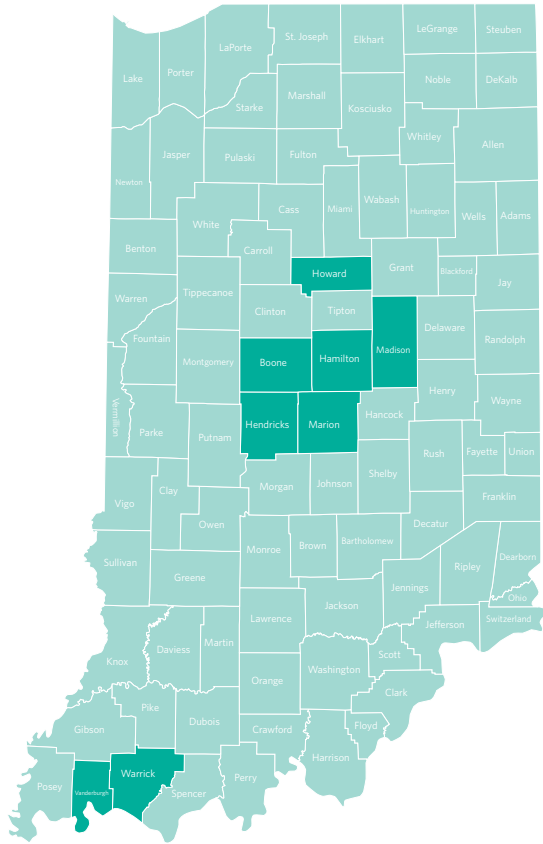 LaPorte
St. Joseph
Elkhart
LeGrange
Steuben
Lake
Porter
Noble
DeKalb
Starke
Marshall
Kosciusko
Whitley
Allen
Newton
Jasper
Pulaski
Fulton
White
Cass
Miami
Wabash
Huntington
Wells
Adams
Benton
Carroll
Howard
Grant
Blackford
Jay
Warren
Tippecanoe
Clinton
Tipton
Fountain
Montgomery
Boone
Hamilton
Madison
Delaware
Randolph
Vermillion
Parke
Putnam
Hendricks
Marion
Hancock
Henry
Wayne
Rush
Fayette
Union
Vigo
Clay
Morgan
Johnson
Shelby
Franklin
Owen
Monroe
Brown
Bartholomew
Decatur
Sullivan
Greene
Jennings
Ripley
Dearborn
Ohio
Lawrence
Jackson
Jefferson
Switzerland
Knox
Daviess
Martin
Orange
Washington
Scott
Clark
Gibson
Pike
Dubois
Crawford
Floyd
Harrison
Posey
Vanderburgh
Warrick
Spencer
Perry